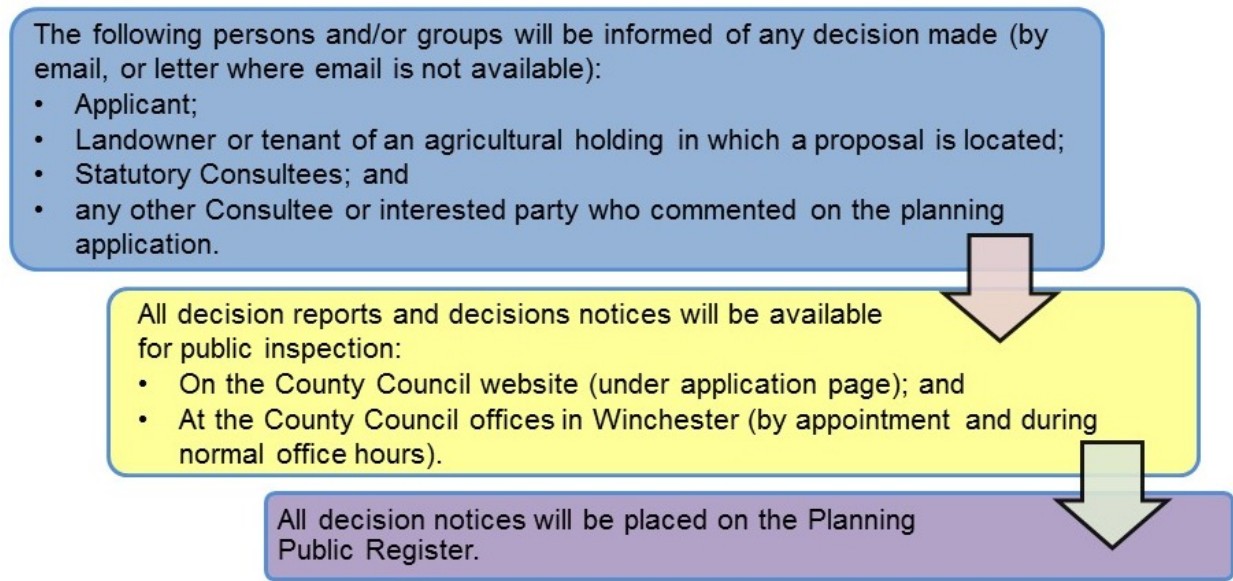 The following persons and/or groups will be informed of any decision made (by
email, or letter where email is not available):
• Applicant;
• Landowner or tenant of an agricultural holding in which a proposal is located;
• Statutory Consultees; and
• any other Consultee or interested party who commented on the planning
application.
All decision reports and decisions notices will be available
for public inspection:
• On the County Council website (under application page); and
• At the County Council offices in Winchester (by appointment and during
normal office hours).
All decision notices will be placed on the Planning
Public Register.